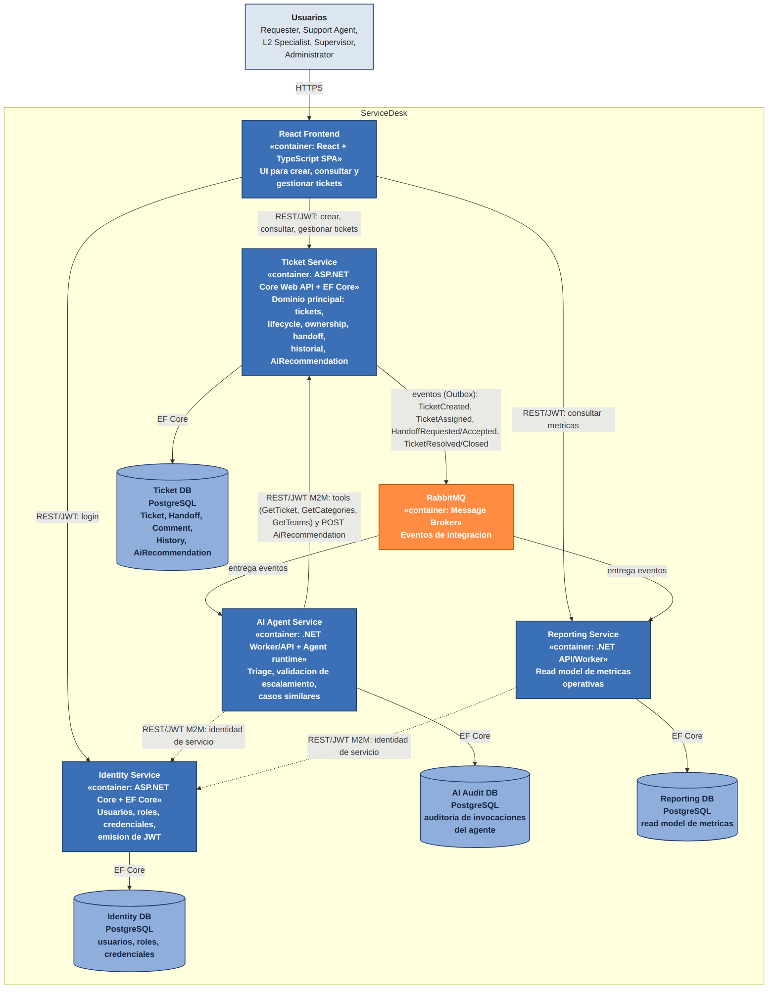 Usuarios
Requester, Support Agent,
L2 Specialist, Supervisor,
Administrator
HTTPS
ServiceDesk
React Frontend
«container: React +
TypeScript SPA»
UI para crear, consultar y
gestionar tickets
REST/JWT: crear,
consultar, gestionar tickets
Ticket Service
«container: ASP.NET
Core Web API + EF Core»
Dominio principal:
tickets,
lifecycle, ownership,
handoff,
historial,
AiRecommendation
EF Core
eventos (Outbox):
TicketCreated,
TicketAssigned,
HandoffRequested/Accepted,
TicketResolved/Closed
REST/JWT: consultar
metricas
Ticket DB
PostgreSQL
Ticket, Handoff,
Comment,
History,
AiRecommendation
REST/JWT: login
REST/JWT M2M: tools
(GetTicket, GetCategories,
GetTeams) y POST
AiRecommendation
RabbitMQ
«container: Message
Broker»
Eventos de integracion
entrega eventos
entrega eventos
AI Agent Service
«container: .NET
Worker/API + Agent
runtime»
Triage, validacion de
escalamiento,
casos similares
Reporting Service
«container: .NET
API/Worker»
Read model de metricas
operativas
REST/JWT M2M: identidad
de servicio
REST/JWT M2M: identidad
de servicio
EF Core
EF Core
Identity Service
«container: ASP.NET
Core + EF Core»
Usuarios, roles,
credenciales,
emision de JWT
AI Audit DB
PostgreSQL
auditoria de invocaciones
del agente
Reporting DB
PostgreSQL
read model de metricas
EF Core
Identity DB
PostgreSQL
usuarios, roles,
credenciales